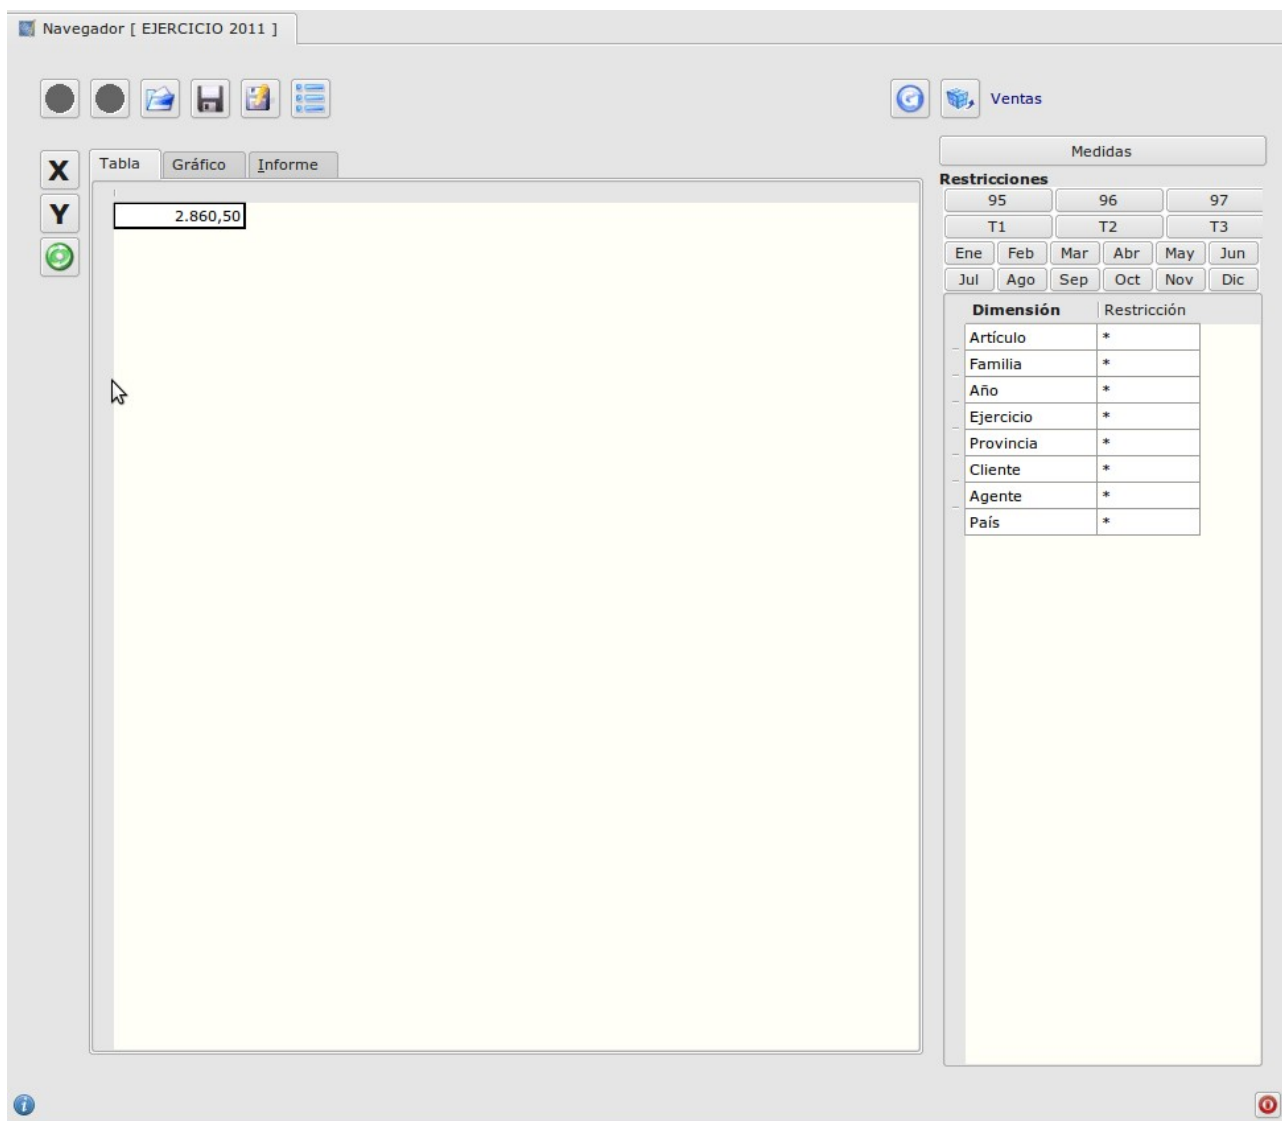 Navegador [ EJERCICIO 2011 ]
Ventas
X
Y
Tabla Gráfico Informe
2.860,50
Medidas
Restricciones
95 96 97
T1 T2 T3
Ene Feb Mar Abr May Jun
Jul Ago Sep Oct Nov Dic
Dimensión Restricción
Artículo *
Familia *
Año *
Ejercicio *
Provincia *
Cliente *
Agente *
País *